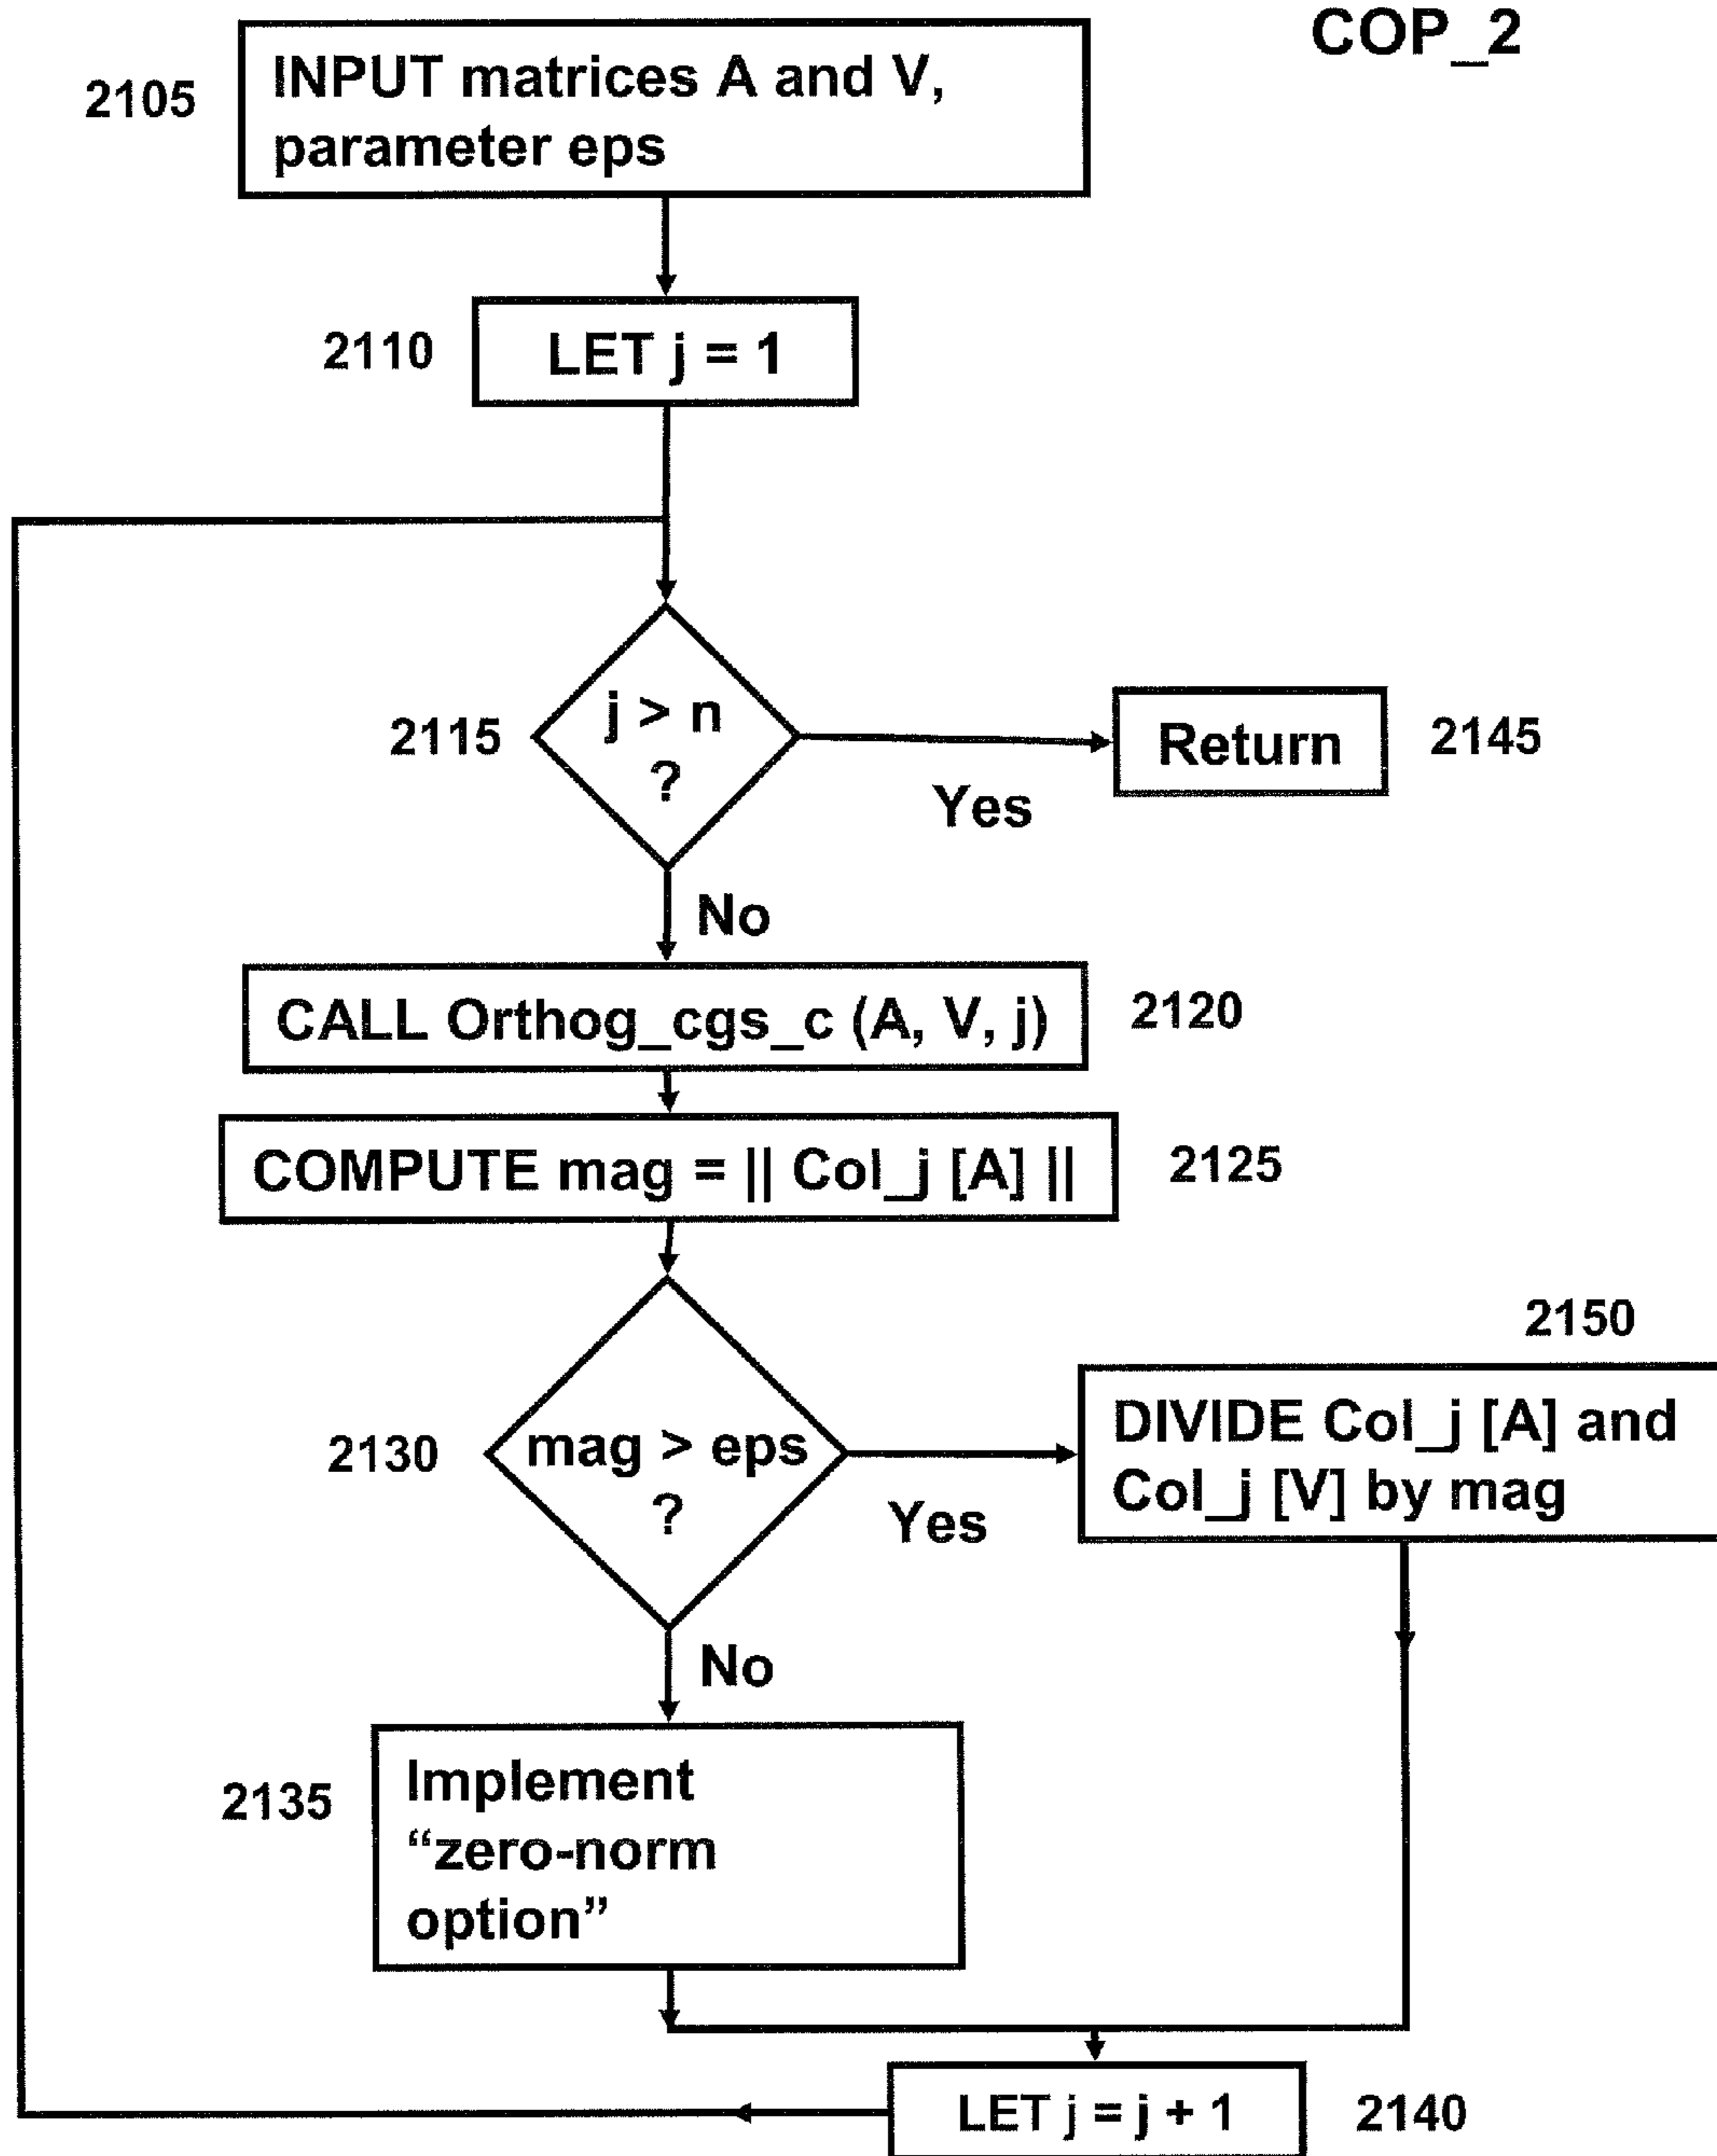 COP_2
2105
INPUT matrices A and V,
parameter eps
2110
LET j = 1
2115
j > n
?
Yes
Return
2145
No
CALL Orthog_cgs_c (A, V, j)
2120
COMPUTE mag = || Col_j [A] ||
2125
2130
mag > eps
?
Yes
2150
DIVIDE Col_j [A] and
Col_j [V] by mag
No
2135
Implement
“zero-norm
option”
LET j = j + 1
2140